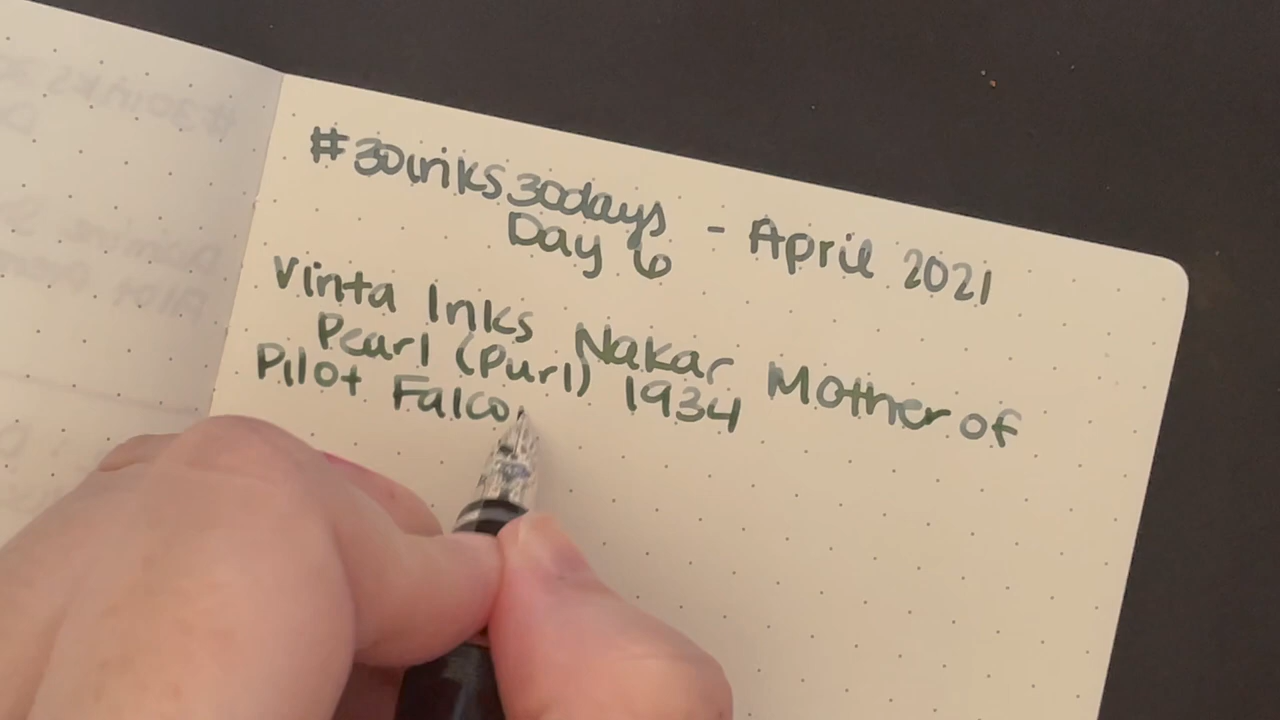 #30inks30days - April 2021
Day 6
Vinta Inks Nakar Mother of
Pearl (Purl) 1934
Pilot Falco